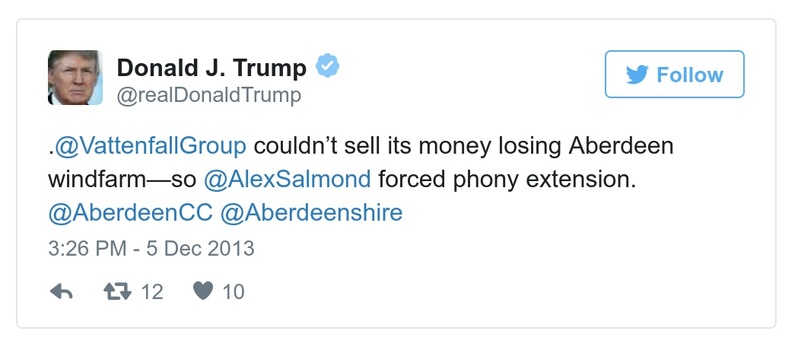 Donald J. Trump
@realDonaldTrump
Follow
.@VattenfallGroup couldn’t sell its money losing Aberdeen
windfarm—so @AlexSalmond forced phony extension.
@AberdeenCC @Aberdeenshire
3:26 PM - 5 Dec 2013
12 10